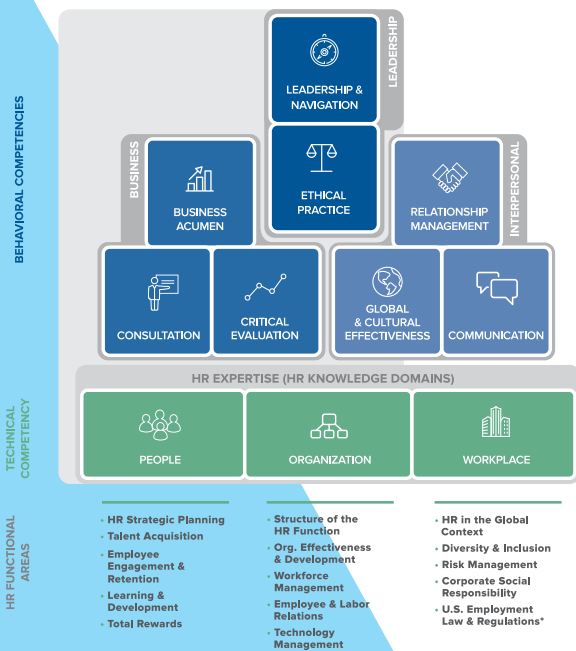 BEHAVIORAL COMPETENCIES
LEADERSHIP
LEADERSHIP &
NAVIGATION
ETHICAL
PRACTICE
BUSINESS
BUSINESS
ACUMEN
CONSULTATION
CRITICAL
EVALUATION
INTERPERSONAL
RELATIONSHIP
MANAGEMENT
GLOBAL
& CULTURAL
EFFECTIVENESS
COMMUNICATION
TECHNICAL
COMPETENCY
HR EXPERTISE (HR KNOWLEDGE DOMAINS)
PEOPLE
ORGANIZATION
WORKPLACE
HR FUNCTIONAL
AREAS
• HR Strategic Planning
• Talent Acquisition
• Employee
Engagement &
Retention
• Learning &
Development
• Total Rewards
• Structure of the
HR Function
• Org. Effectiveness
& Development
• Workforce
Management
• Employee & Labor
Relations
• Technology
Management
• HR in the Global
Context
• Diversity & Inclusion
• Risk Management
• Corporate Social
Responsibility
• U.S. Employment
Law & Regulations*